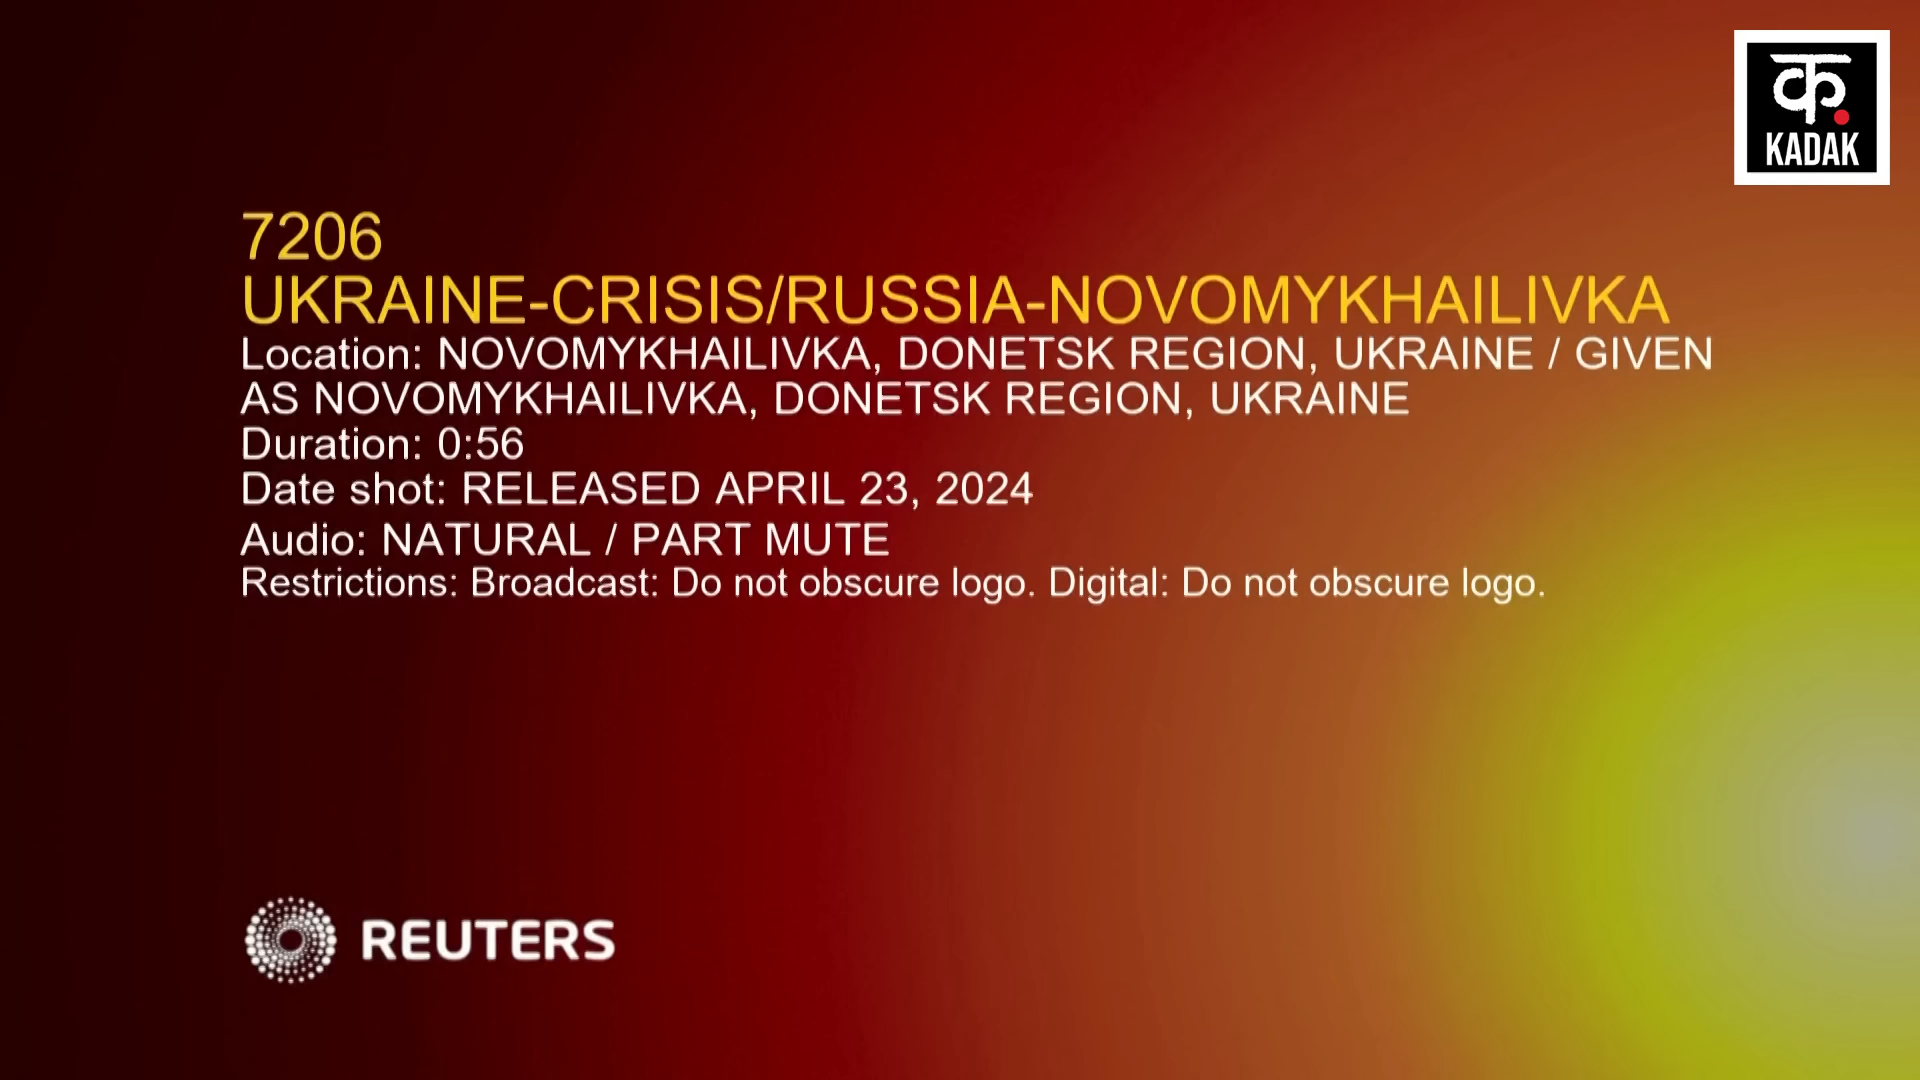 क.
KADAK
7206
UKRAINE-CRISIS/RUSSIA-NOVOMYKHAILIVKA
Location: NOVOMYKHAILIVKA, DONETSK REGION, UKRAINE / GIVEN
AS NOVOMYKHAILIVKA, DONETSK REGION, UKRAINE
Duration: 0:56
Date shot: RELEASED APRIL 23, 2024
Audio: NATURAL / PART MUTE
Restrictions: Broadcast: Do not obscure logo. Digital: Do not obscure logo.
REUTERS